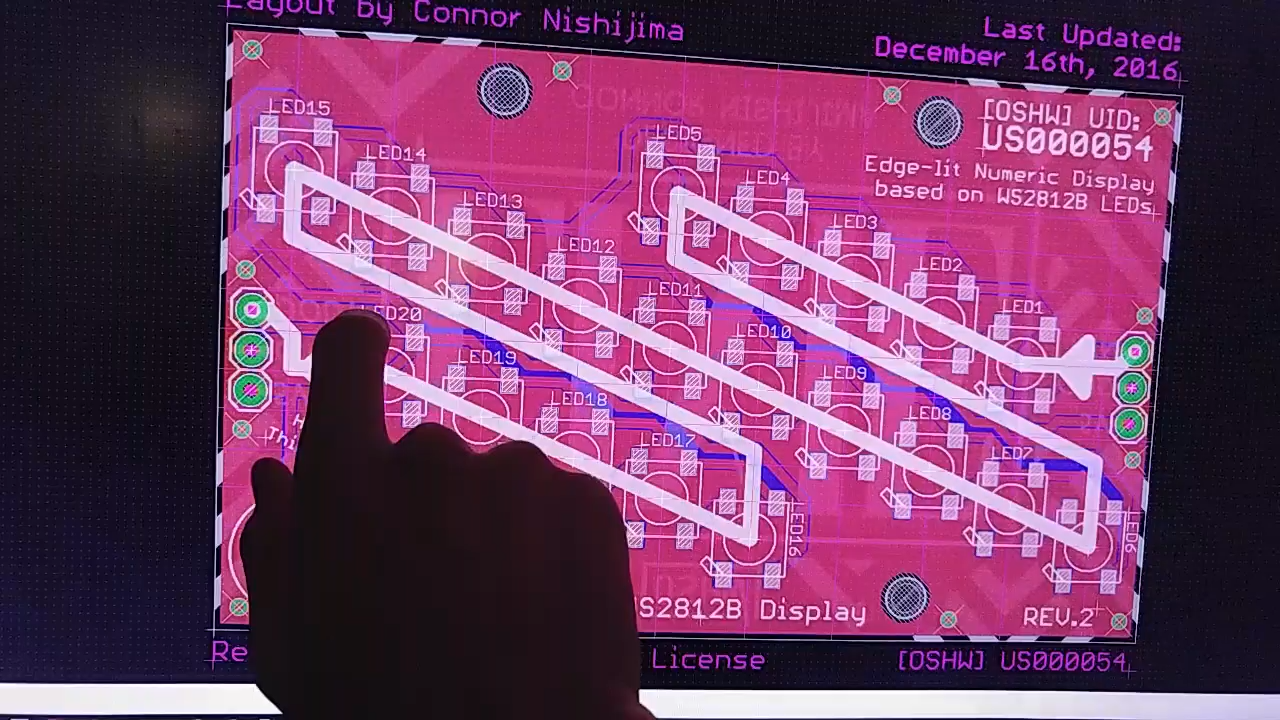 Layout by Connor Nishijima
Last Updated:
December 16th, 2016
[OSHW] UID:
US000054
Edge-lit Numeric Display
based on WS2812B LEDs
LED15
LED14
LED13
LED12
LED11
LED10
LED9
LED8
LED7
LED6
LED5
LED4
LED3
LED2
LED1
LED20
LED19
LED18
LED17
LED16
Thi
S2812B Display
REV.2
Re
License
[OSHW] US000054